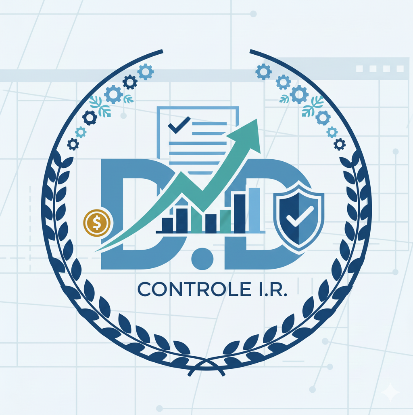 D.D
$
CONTROLE I.R.